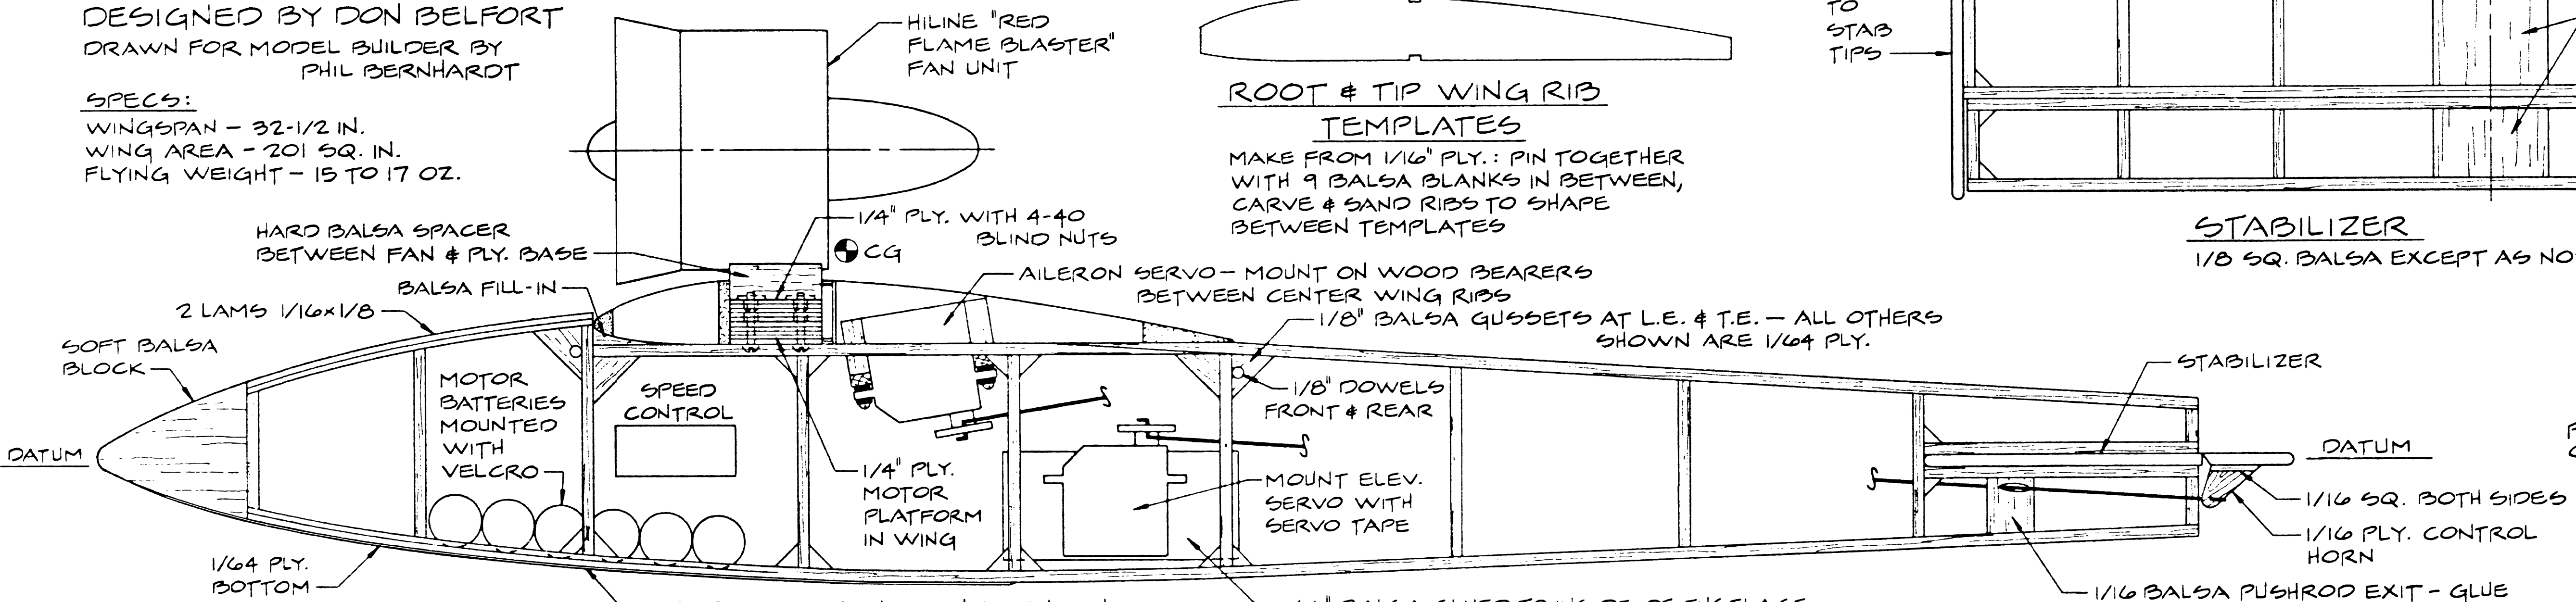 DESIGNED BY DON BELFORT
DRAWN FOR MODEL BUILDER BY
PHIL BERNHARDT
SPECS:
WINGSPAN - 32-1/2 IN.
WING AREA - 201 SQ. IN.
FLYING WEIGHT - 15 TO 17 OZ.
HILINE "RED
FLAME BLASTER"
FAN UNIT
ROOT & TIP WING RIB
TEMPLATES
MAKE FROM 1/16" PLY.: PIN TOGETHER
WITH 9 BALSA BLANKS IN BETWEEN,
CARVE & SAND RIBS TO SHAPE
BETWEEN TEMPLATES
TO
STAB
TIPS
STABILIZER
1/8 SQ. BALSA EXCEPT AS NO
HARD BALSA SPACER
BETWEEN FAN & PLY. BASE
1/4" PLY. WITH 4-40
BLIND NUTS
CG
BALSA FILL-IN
AILERON SERVO - MOUNT ON WOOD BEARERS
BETWEEN CENTER WING RIBS
2 LAMS 1/16x1/8
1/8" BALSA GUSSETS AT L.E. & T.E. - ALL OTHERS
SHOWN ARE 1/64 PLY.
SOFT BALSA
BLOCK
MOTOR
BATTERIES
MOUNTED
WITH
VELCRO
SPEED
CONTROL
1/8" DOWELS
FRONT & REAR
STABILIZER
DATUM
1/4" PLY.
MOTOR
PLATFORM
IN WING
MOUNT ELEV.
SERVO WITH
SERVO TAPE
DATUM
1/16 SQ. BOTH SIDES
1/16 PLY. CONTROL
HORN
1/64 PLY.
BOTTOM
1/16 BALSA PUSHROD EXIT - GLUE